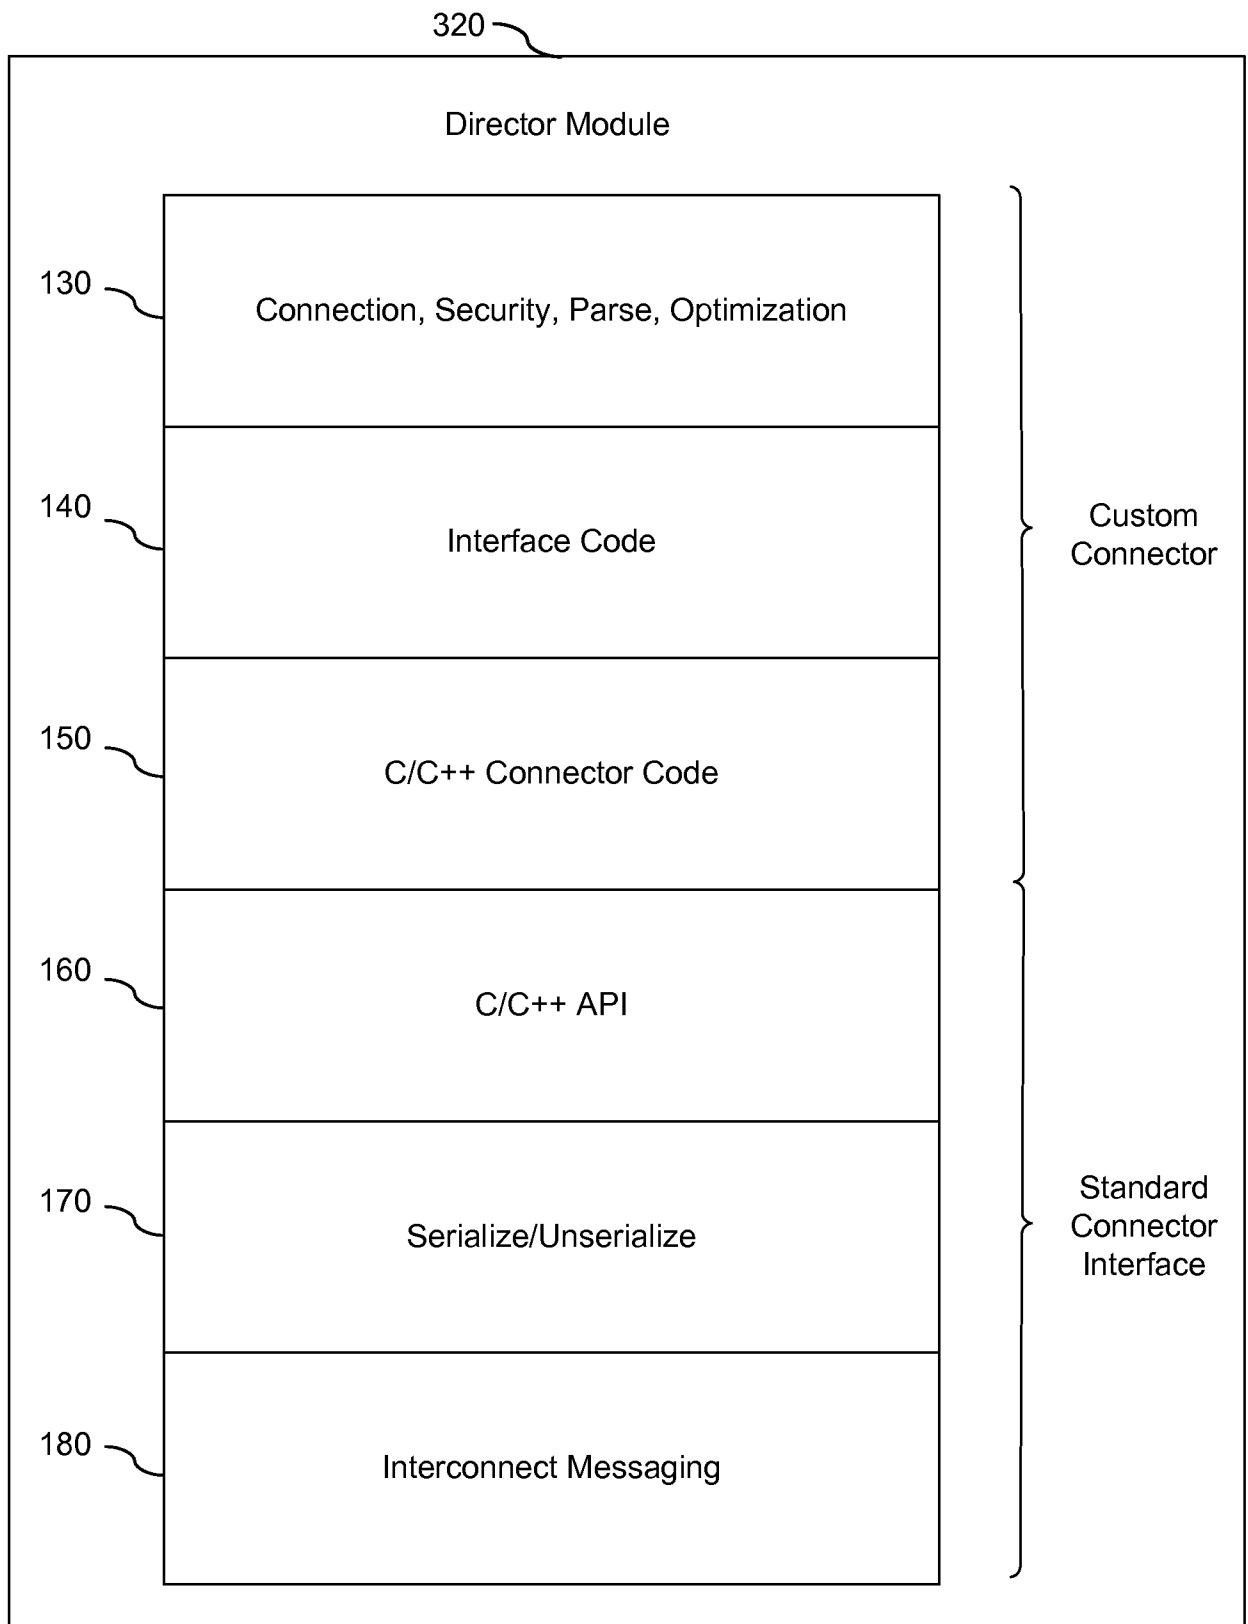 320
Director Module
130
Connection, Security, Parse, Optimization
140
Interface Code
Custom
Connector
150
C/C++ Connector Code
160
C/C++ API
170
Serialize/Unserialize
Standard
Connector
Interface
180
Interconnect Messaging